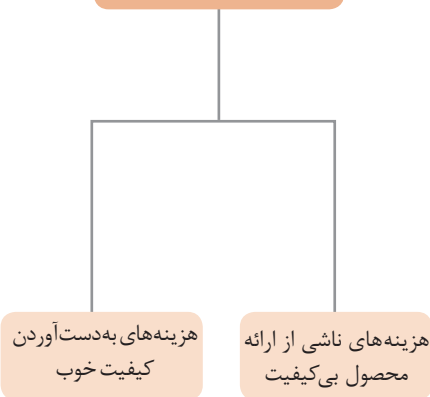 هزینه‌های ناشی از ارائه
محصول بی‌کیفیت
هزینه‌های به‌دست‌آوردن
کیفیت خوب